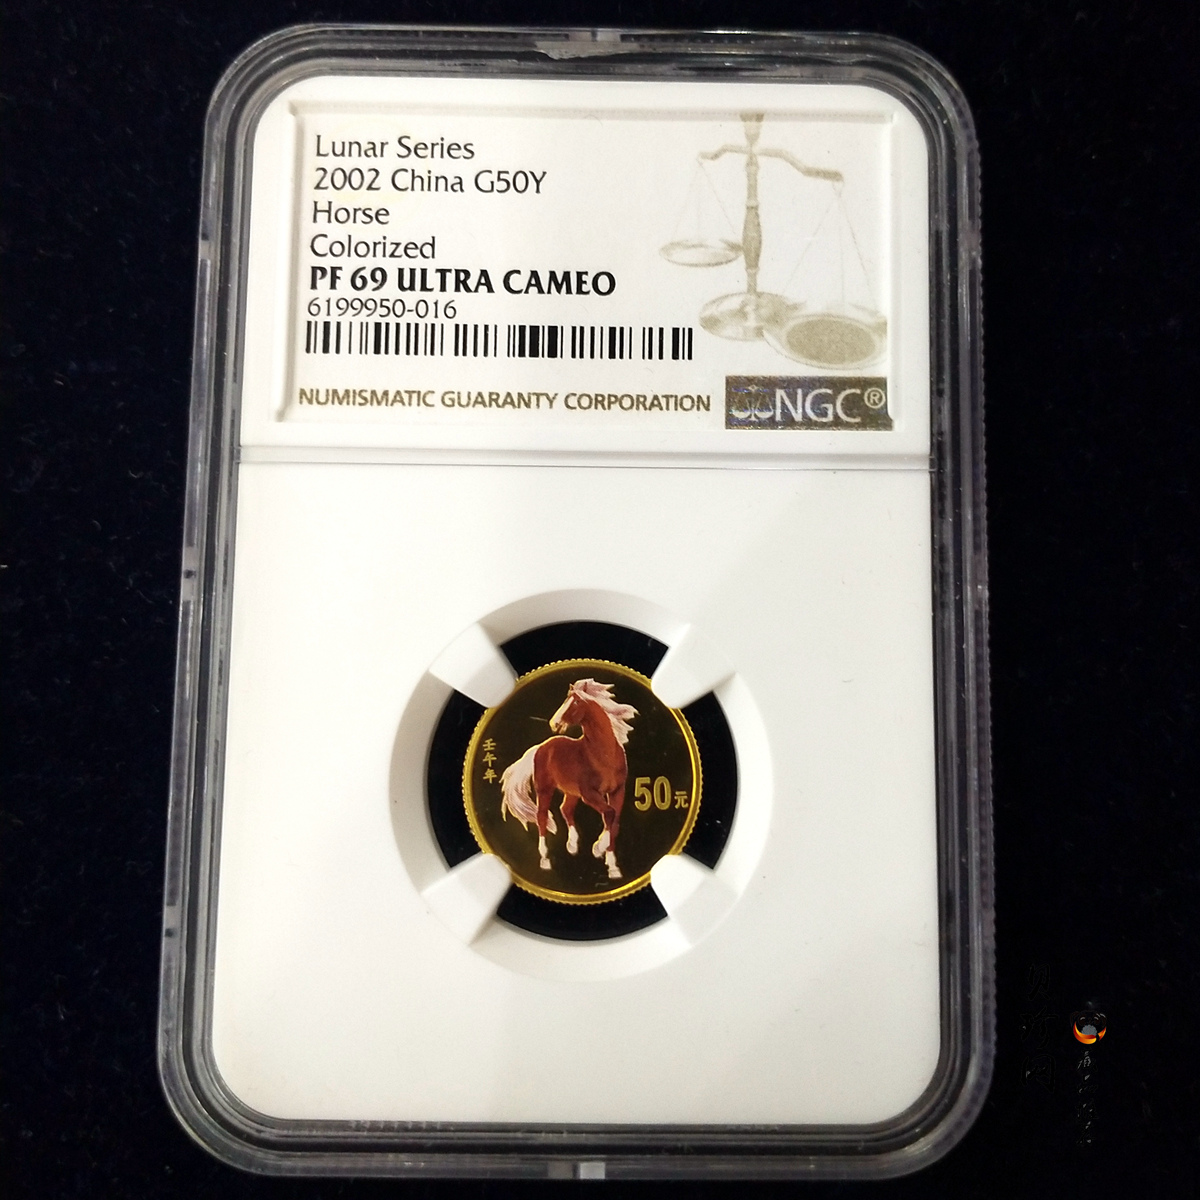 Lunar Series
2002 China G50Y
Horse
Colorized
PF 69 ULTRA CAMEO
6199950-016
NUMISMATIC GUARANTY CORPORATION NGC®
壬午年
50元